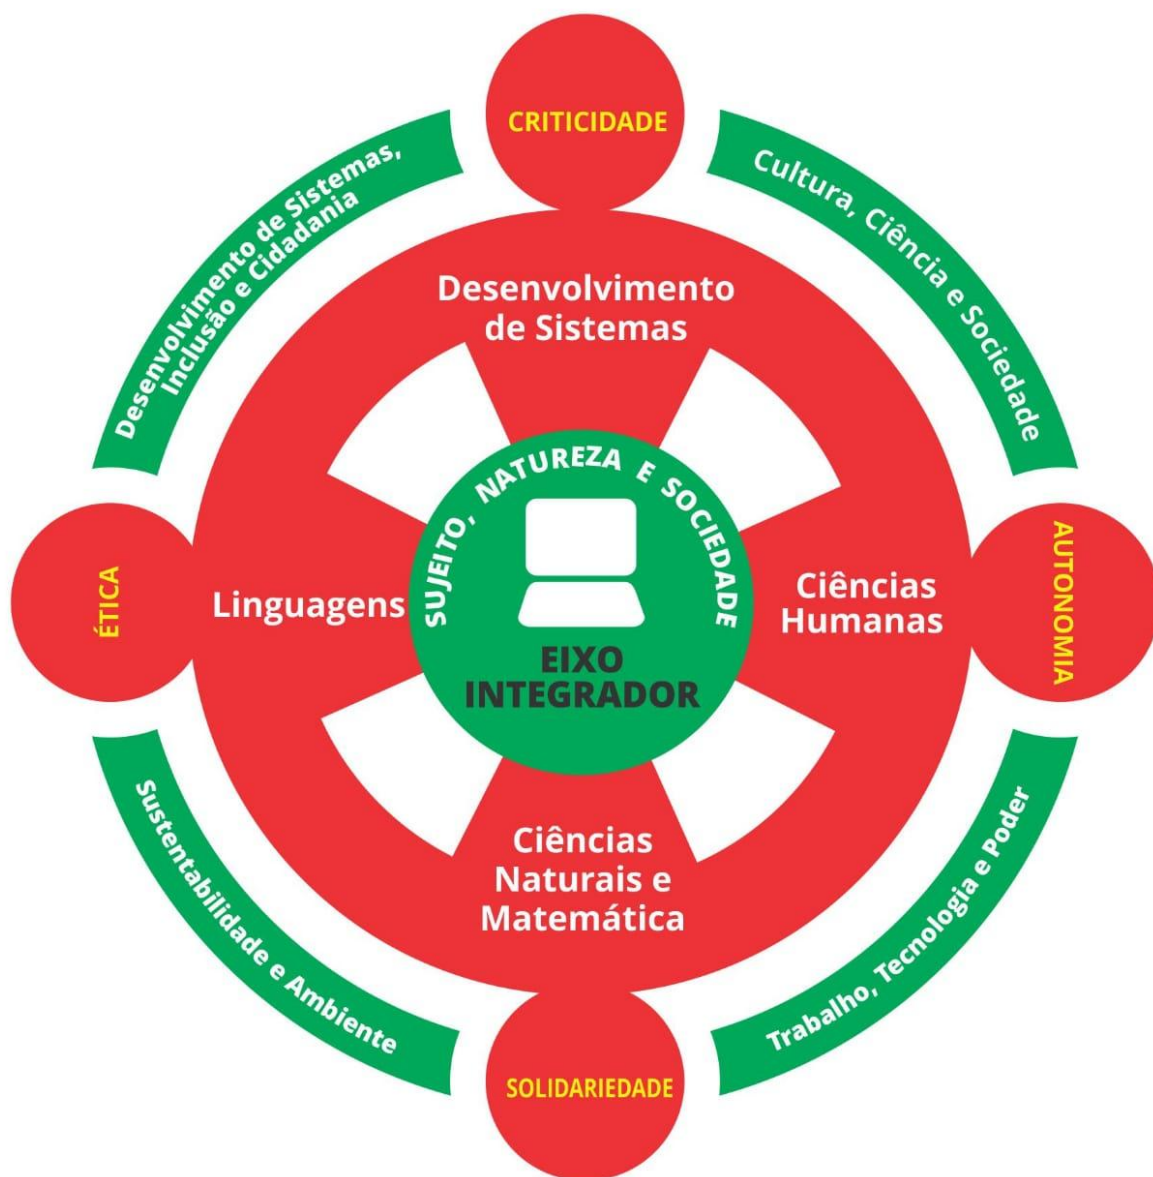 CRITICIDADE
Desenvolvimento de Sistemas,
Inclusão e Cidadania
Cultura, Ciência e Sociedade
Desenvolvimento
de Sistemas
SUJEITO, NATUREZA E SOCIEDADE
ÉTICA
Linguagens
EIXO
INTEGRADOR
Ciências
Humanas
AUTONOMIA
Ciências
Naturais e
Matemática
Sustentabilidade e Ambiente
Trabalho, Tecnologia e Poder
SOLIDARIEDADE